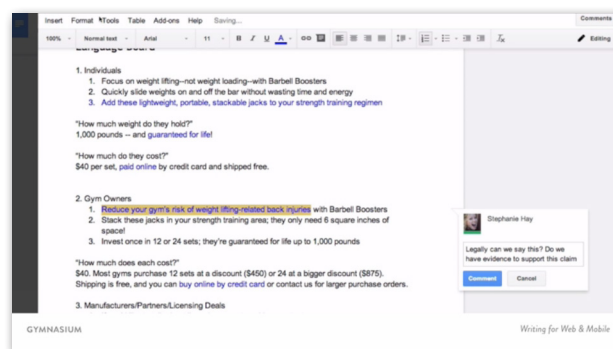 Insert Format Tools Table Add-ons Help Saving...
Comments
100% Normal text Arial 11 B I U A
Editing
Language Board
1. Individuals
1. Focus on weight lifting--not weight loading--with Barbell Boosters
2. Quickly slide weights on and off the bar without wasting time and energy
3. Add these lightweight, portable, stackable jacks to your strength training regimen
"How much weight do they hold?"
1,000 pounds -- and guaranteed for life!
"How much do they cost?"
$40 per set, paid online by credit card and shipped free.
2. Gym Owners
1. Reduce your gym's risk of weight lifting-related back injuries with Barbell Boosters
2. Stack these jacks in your strength training area; they only need 6 square inches of
space!
3. Invest once in 12 or 24 sets; they're guaranteed for life up to 1,000 pounds
"How much does each cost?"
$40. Most gyms purchase 12 sets at a discount ($450) or 24 at a bigger discount ($875).
Shipping is free, and you can buy online by credit card or contact us for larger purchase orders.
3. Manufacturers/Partners/Licensing Deals
Stephanie Hay
Legally can we say this? Do we
have evidence to support this claim
Comment Cancel
GYMNASIUM
Writing for Web & Mobile